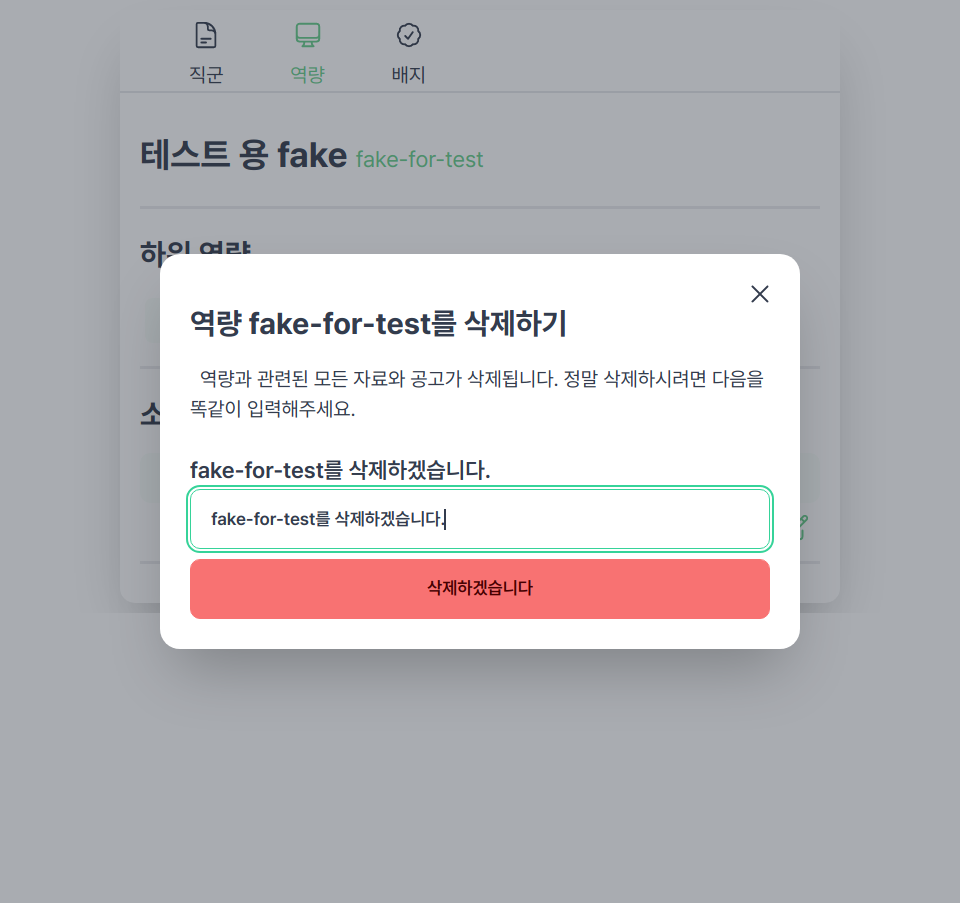 직군 역량 배지
테스트 용 fake fake-for-test
하위 역량
역량 fake-for-test를 삭제하기
역량과 관련된 모든 자료와 공고가 삭제됩니다. 정말 삭제하시려면 다음을
똑같이 입력해주세요.
소
fake-for-test를 삭제하겠습니다.
fake-for-test를 삭제하겠습니다.
삭제하겠습니다